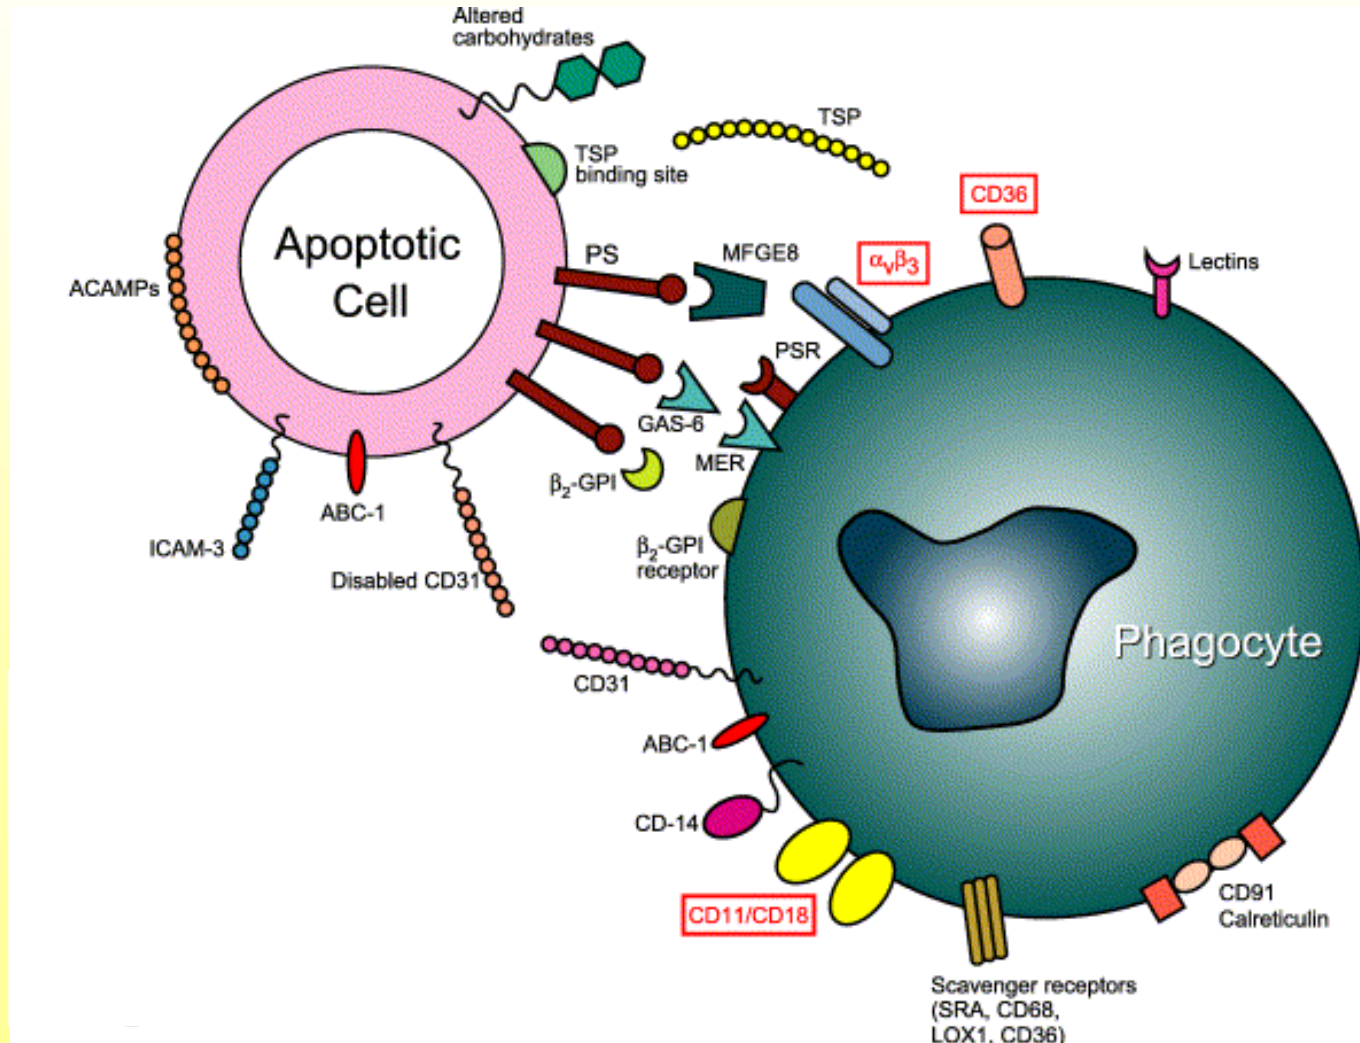 Altered
carbohydrates
TSP
TSP
binding site
CD36
Apoptotic
Cell
PS
MFGE8
αvβ3
Lectins
ACAMPs
PSR
GAS-6
MER
β2-GPI
ABC-1
ICAM-3
Disabled CD31
β2-GPI
receptor
Phagocyte
CD31
ABC-1
CD-14
CD11/CD18
CD91
Calreticulin
Scavenger receptors
(SRA, CD68,
LOX1, CD36)